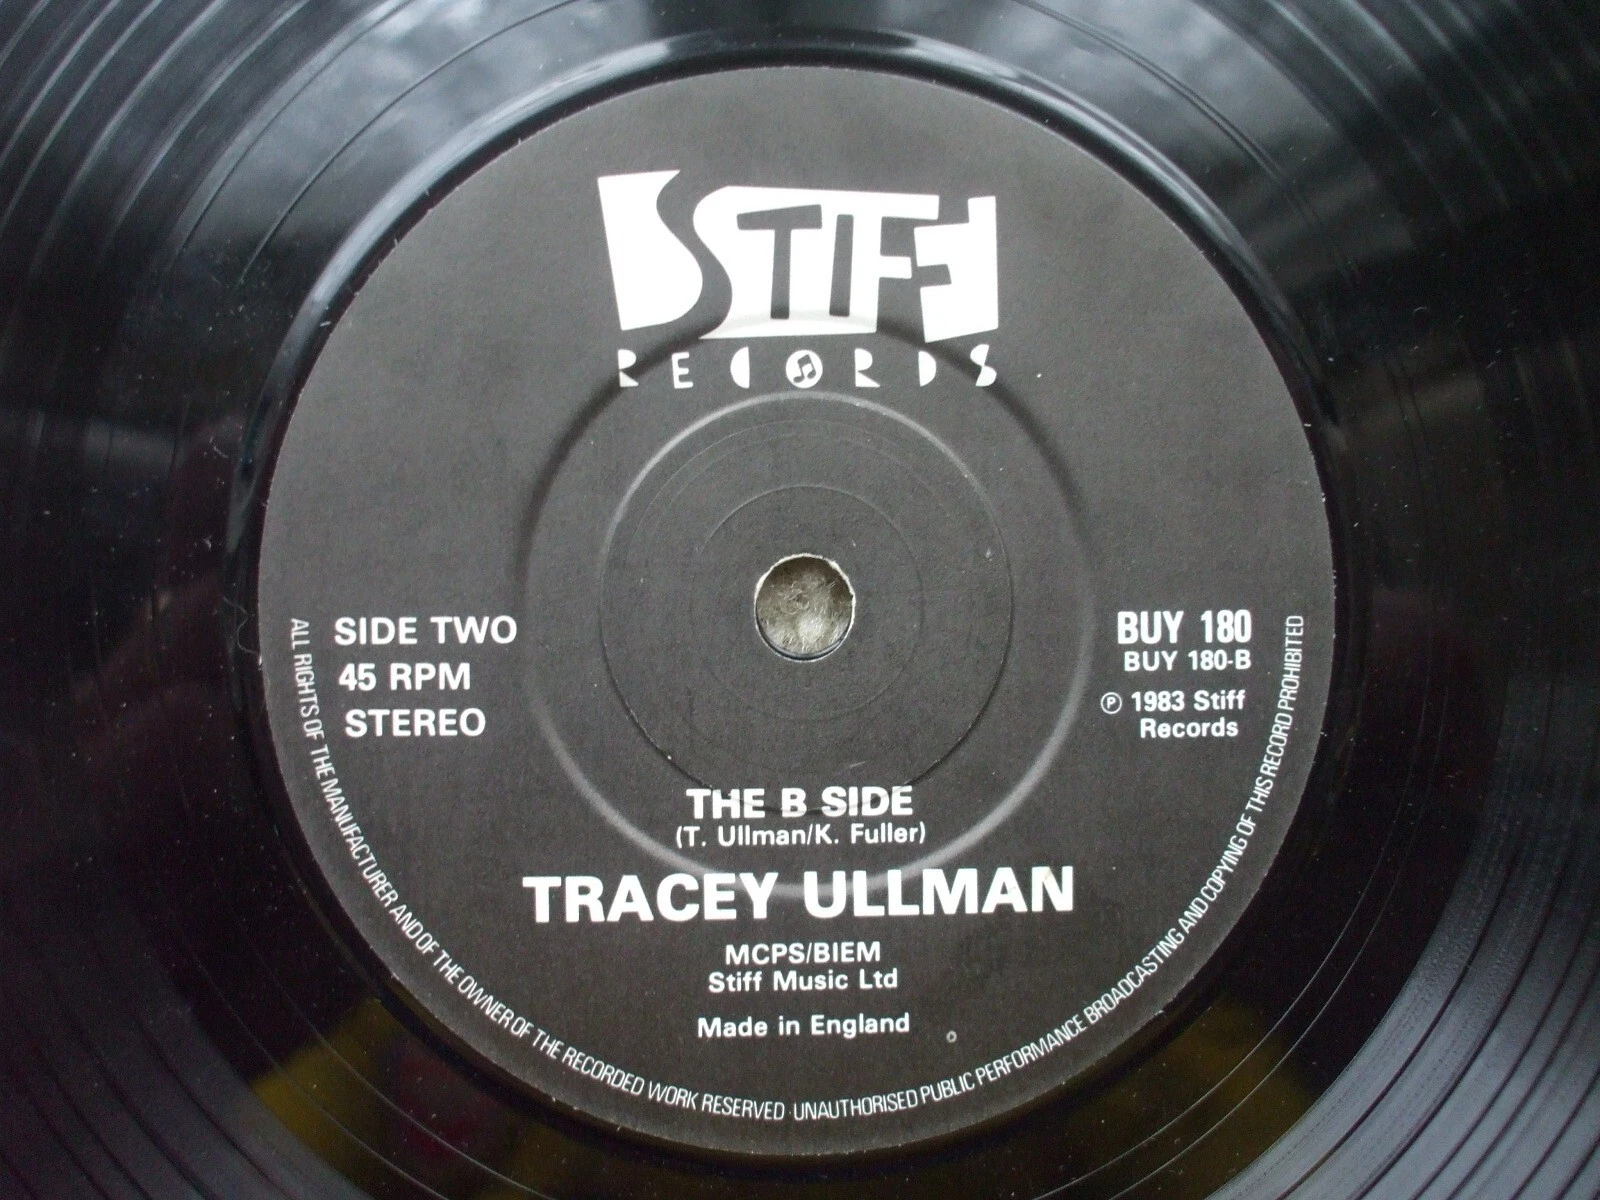 STIFF
RECORDS
SIDE TWO
45 RPM
STEREO
BUY 180
BUY 180-B
℗ 1983 Stiff
Records
THE B SIDE
(T. Ullman/K. Fuller)
TRACEY ULLMAN
MCPS/BIEM
Stiff Music Ltd
Made in England
ALL RIGHTS OF THE MANUFACTURER AND OF THE OWNER OF THE RECORDED WORK RESERVED · UNAUTHORISED PUBLIC PERFORMANCE BROADCASTING AND COPYING OF THIS RECORD PROHIBITED